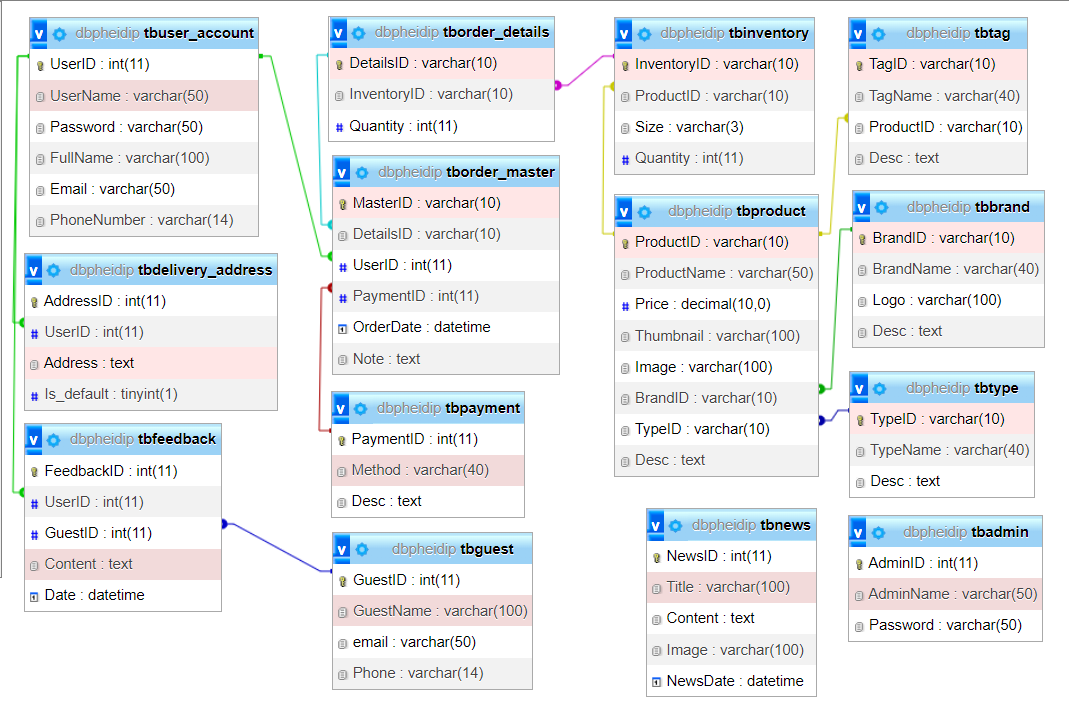 v dbpheidip tbuser_account
UserID : int(11)
UserName : varchar(50)
Password : varchar(50)
FullName : varchar(100)
Email : varchar(50)
PhoneNumber : varchar(14)
v dbpheidip tbdelivery_address
AddressID : int(11)
# UserID : int(11)
Address : text
# Is_default : tinyint(1)
v dbpheidip tbfeedback
FeedbackID : int(11)
# UserID : int(11)
# GuestID : int(11)
Content : text
Date : datetime
v dbpheidip tborder_details
DetailsID : varchar(10)
InventoryID : varchar(10)
# Quantity : int(11)
v dbpheidip tborder_master
MasterID : varchar(10)
DetailsID : varchar(10)
# UserID : int(11)
# PaymentID : int(11)
OrderDate : datetime
Note : text
v dbpheidip tbpayment
PaymentID : int(11)
Method : varchar(40)
Desc : text
v dbpheidip tbguest
GuestID : int(11)
GuestName : varchar(100)
email : varchar(50)
Phone : varchar(14)
v dbpheidip tbinventory
InventoryID : varchar(10)
ProductID : varchar(10)
Size : varchar(3)
# Quantity : int(11)
v dbpheidip tbproduct
ProductID : varchar(10)
ProductName : varchar(50)
# Price : decimal(10,0)
Thumbnail : varchar(100)
Image : varchar(100)
BrandID : varchar(10)
TypeID : varchar(10)
Desc : text
v dbpheidip tbnews
NewsID : int(11)
Title : varchar(100)
Content : text
Image : varchar(100)
NewsDate : datetime
v dbpheidip tbtag
TagID : varchar(10)
TagName : varchar(40)
ProductID : varchar(10)
Desc : text
v dbpheidip tbbrand
BrandID : varchar(10)
BrandName : varchar(40)
Logo : varchar(100)
Desc : text
v dbpheidip tbtype
TypeID : varchar(10)
TypeName : varchar(40)
Desc : text
v dbpheidip tbadmin
AdminID : int(11)
AdminName : varchar(50)
Password : varchar(50)